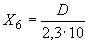 X₆ = D / 2,3·10